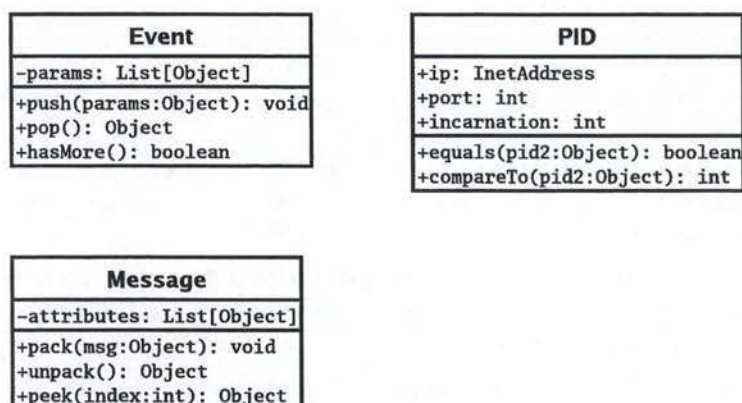 Event
-params: List[Object]
+push(params:Object): void
+pop(): Object
+hasMore(): boolean
PID
+ip: InetAddress
+port: int
+incarnation: int
+equals(pid2:Object): boolean
+compareTo(pid2:Object): int
Message
-attributes: List[Object]
+pack(msg:Object): void
+unpack(): Object
+peek(index:int): Object